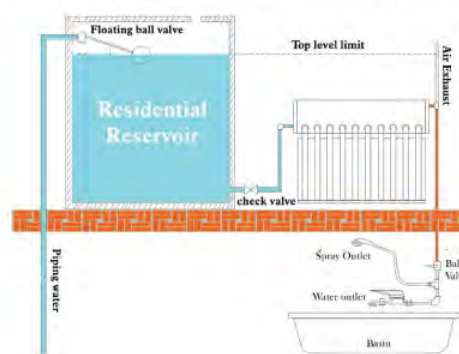 Floating ball valve
Top level limit
Air Exhaust
Residential
Reservoir
check valve
Piping water
Spray Outlet
Water outlet
Basin